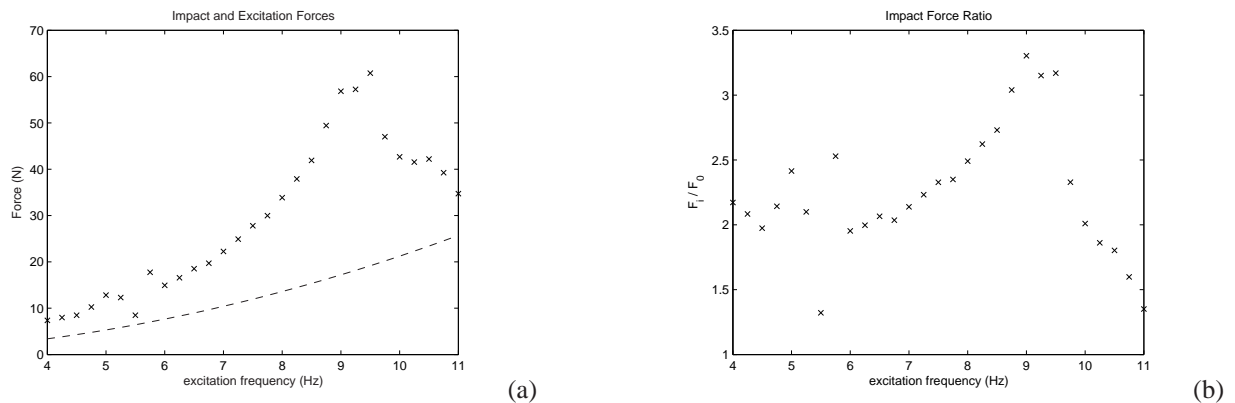 Impact and Excitation Forces
70
60
50
40
30
20
10
0
Force (N)
4 5 6 7 8 9 10 11
excitation frequency (Hz)
(a)
Impact Force Ratio
3.5
3
2.5
2
1.5
1
F_i / F_0
4 5 6 7 8 9 10 11
excitation frequency (Hz)
(b)